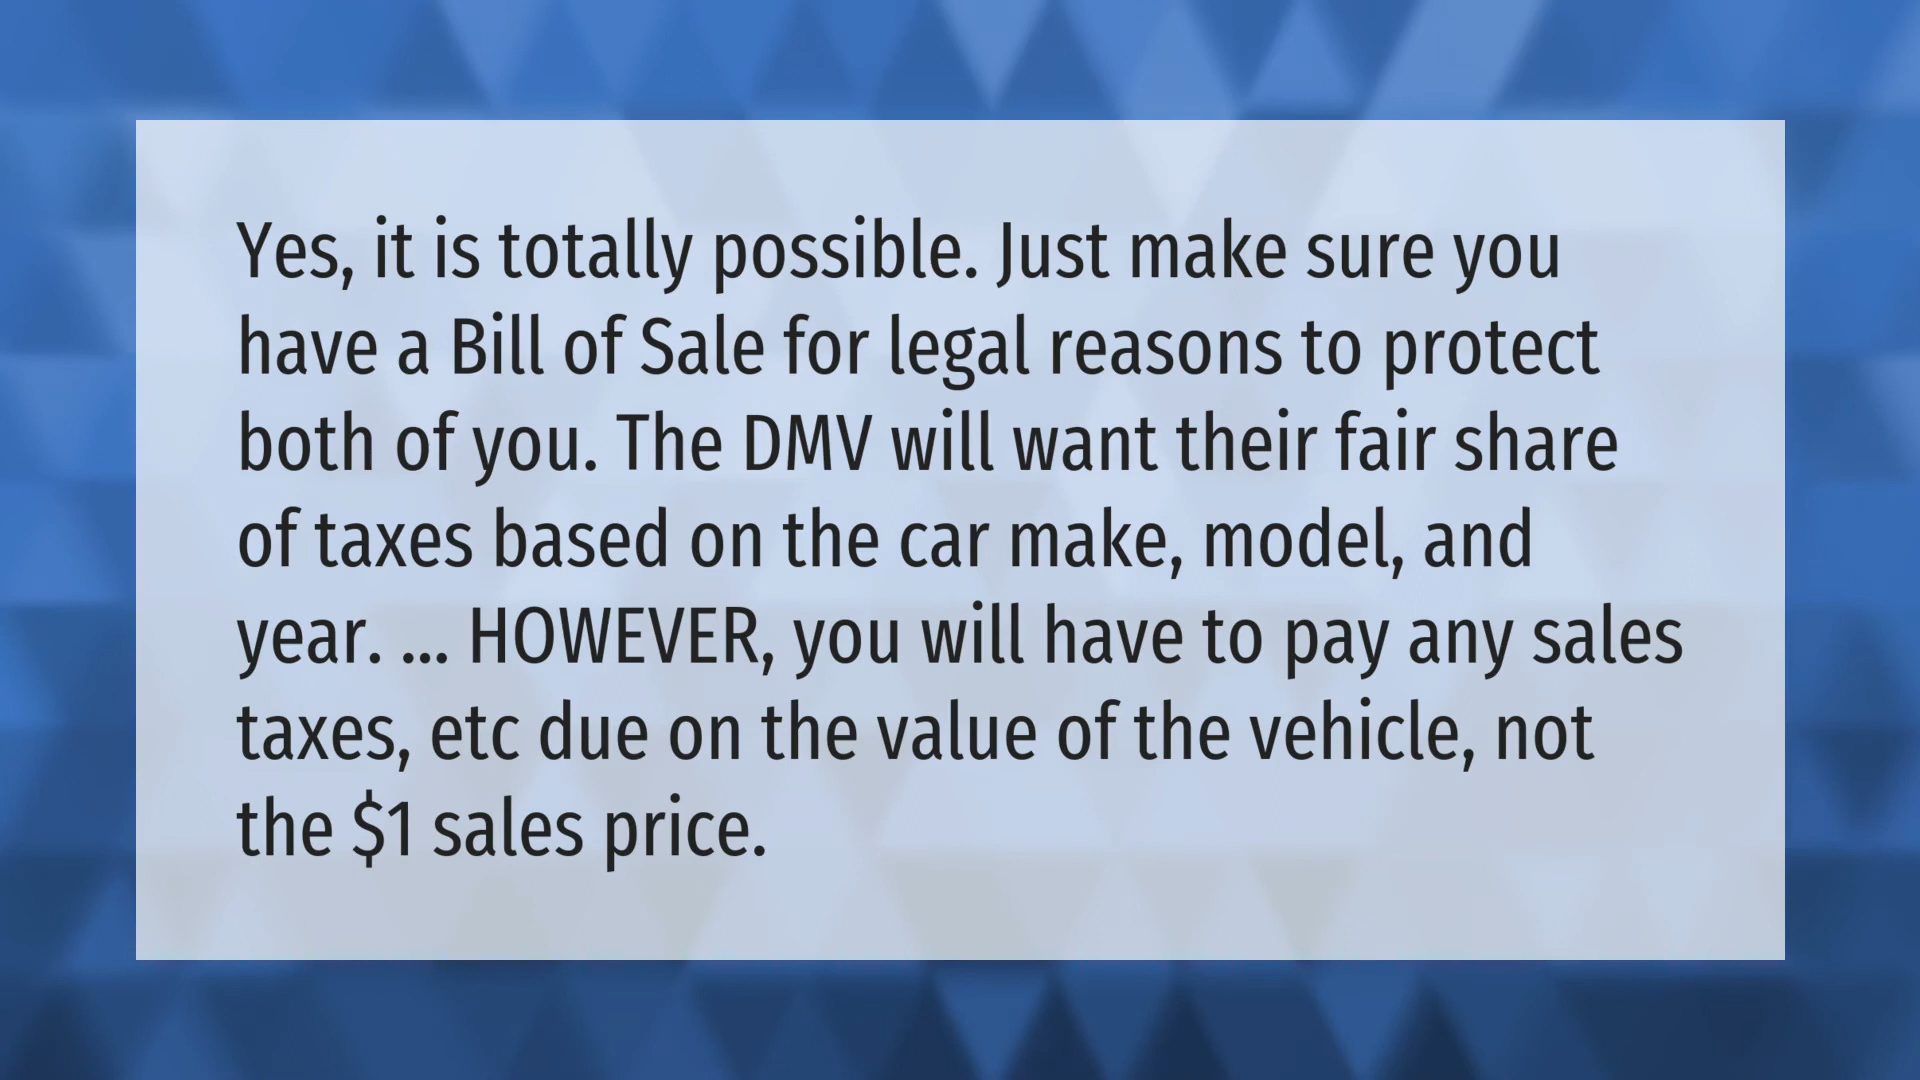 Yes, it is totally possible. Just make sure you
have a Bill of Sale for legal reasons to protect
both of you. The DMV will want their fair share
of taxes based on the car make, model, and
year. ... HOWEVER, you will have to pay any sales
taxes, etc due on the value of the vehicle, not
the $1 sales price.